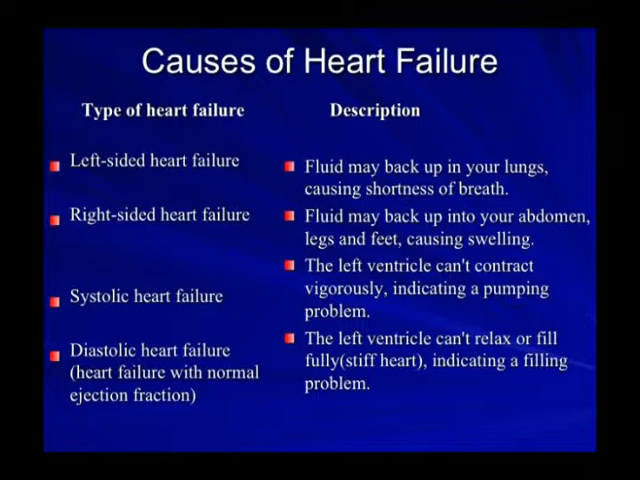 Causes of Heart Failure
Type of heart failure
Description
Left-sided heart failure
Fluid may back up in your lungs,
causing shortness of breath.
Right-sided heart failure
Fluid may back up into your abdomen,
legs and feet, causing swelling.
Systolic heart failure
The left ventricle can't contract
vigorously, indicating a pumping
problem.
Diastolic heart failure
(heart failure with normal
ejection fraction)
The left ventricle can't relax or fill
fully(stiff heart), indicating a filling
problem.